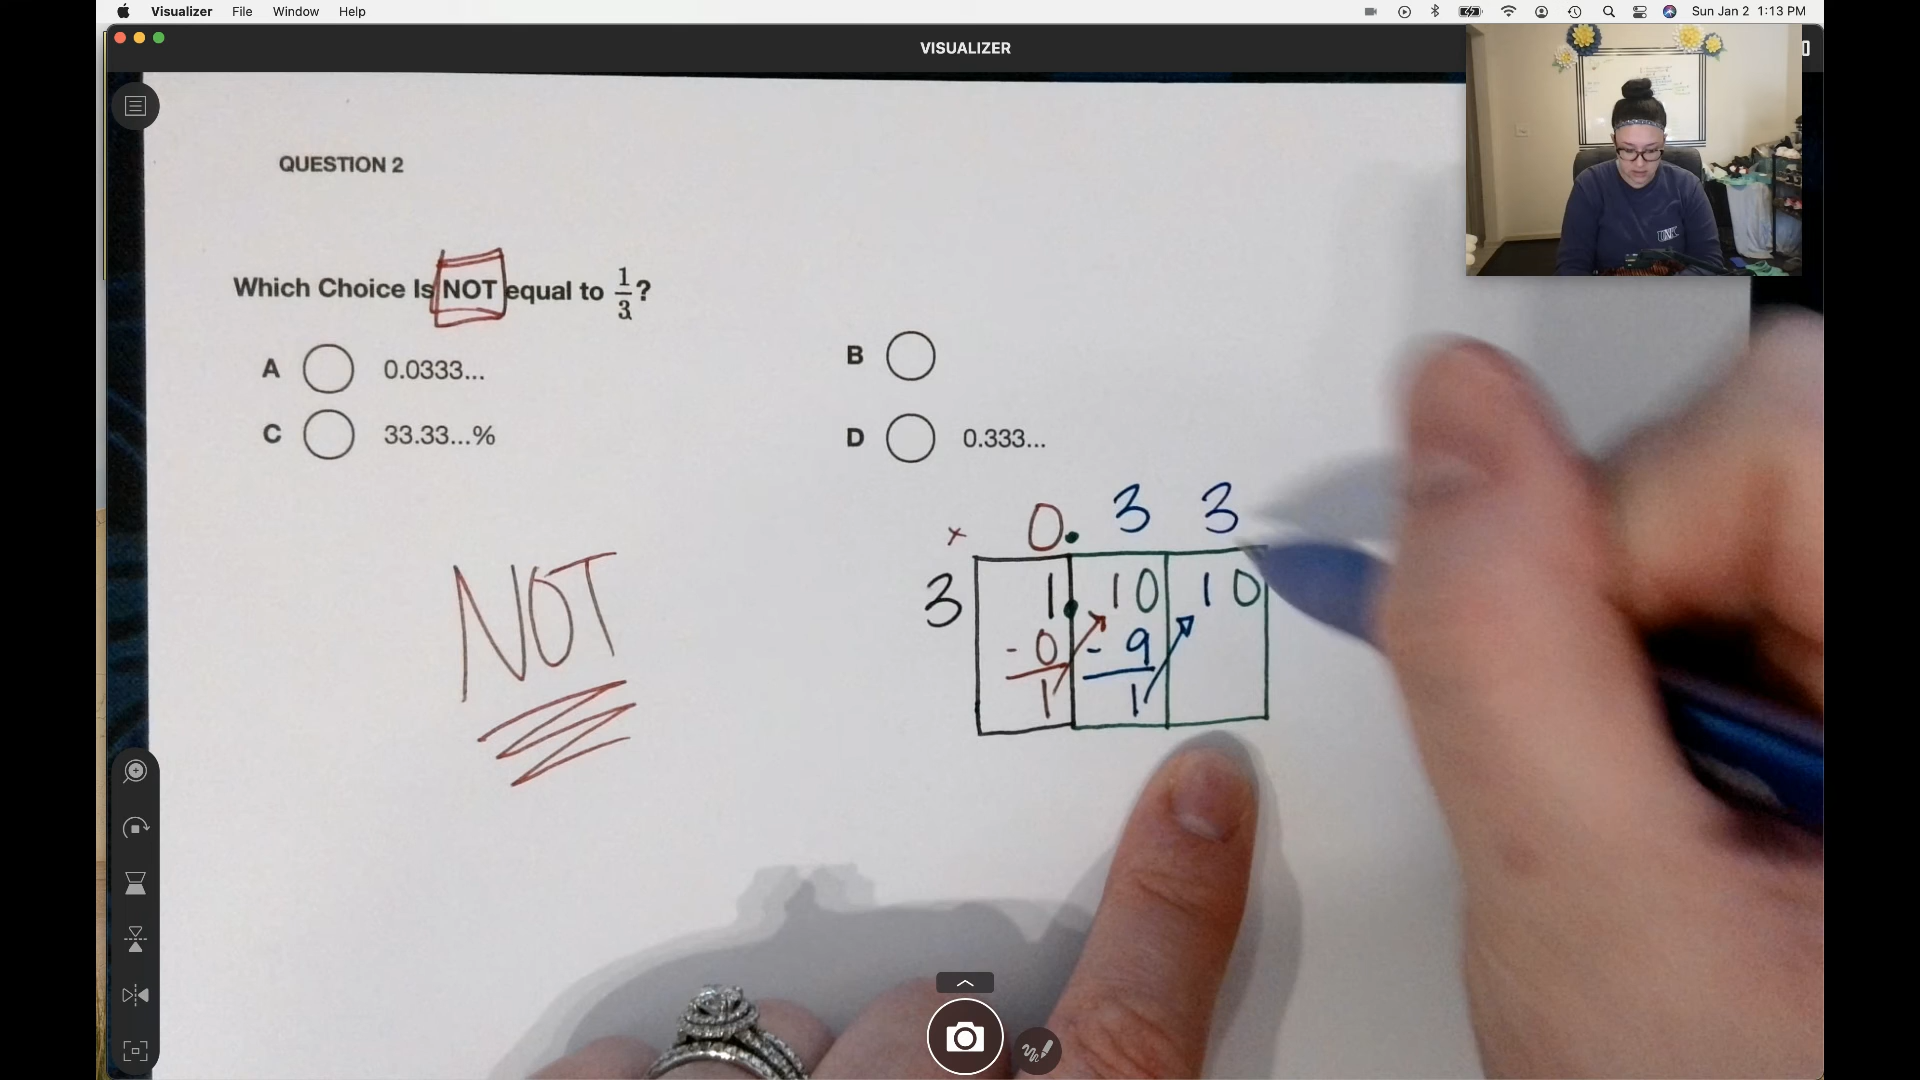 Visualizer File Window Help Sun Jan 2 1:13 PM
VISUALIZER
QUESTION 2
Which Choice Is NOT equal to 1/3?
A 0.0333...
B
C 33.33...%
D 0.333...
NOT
x 0. 3 3
3 1. 10 10
- 0 - 9
1 1